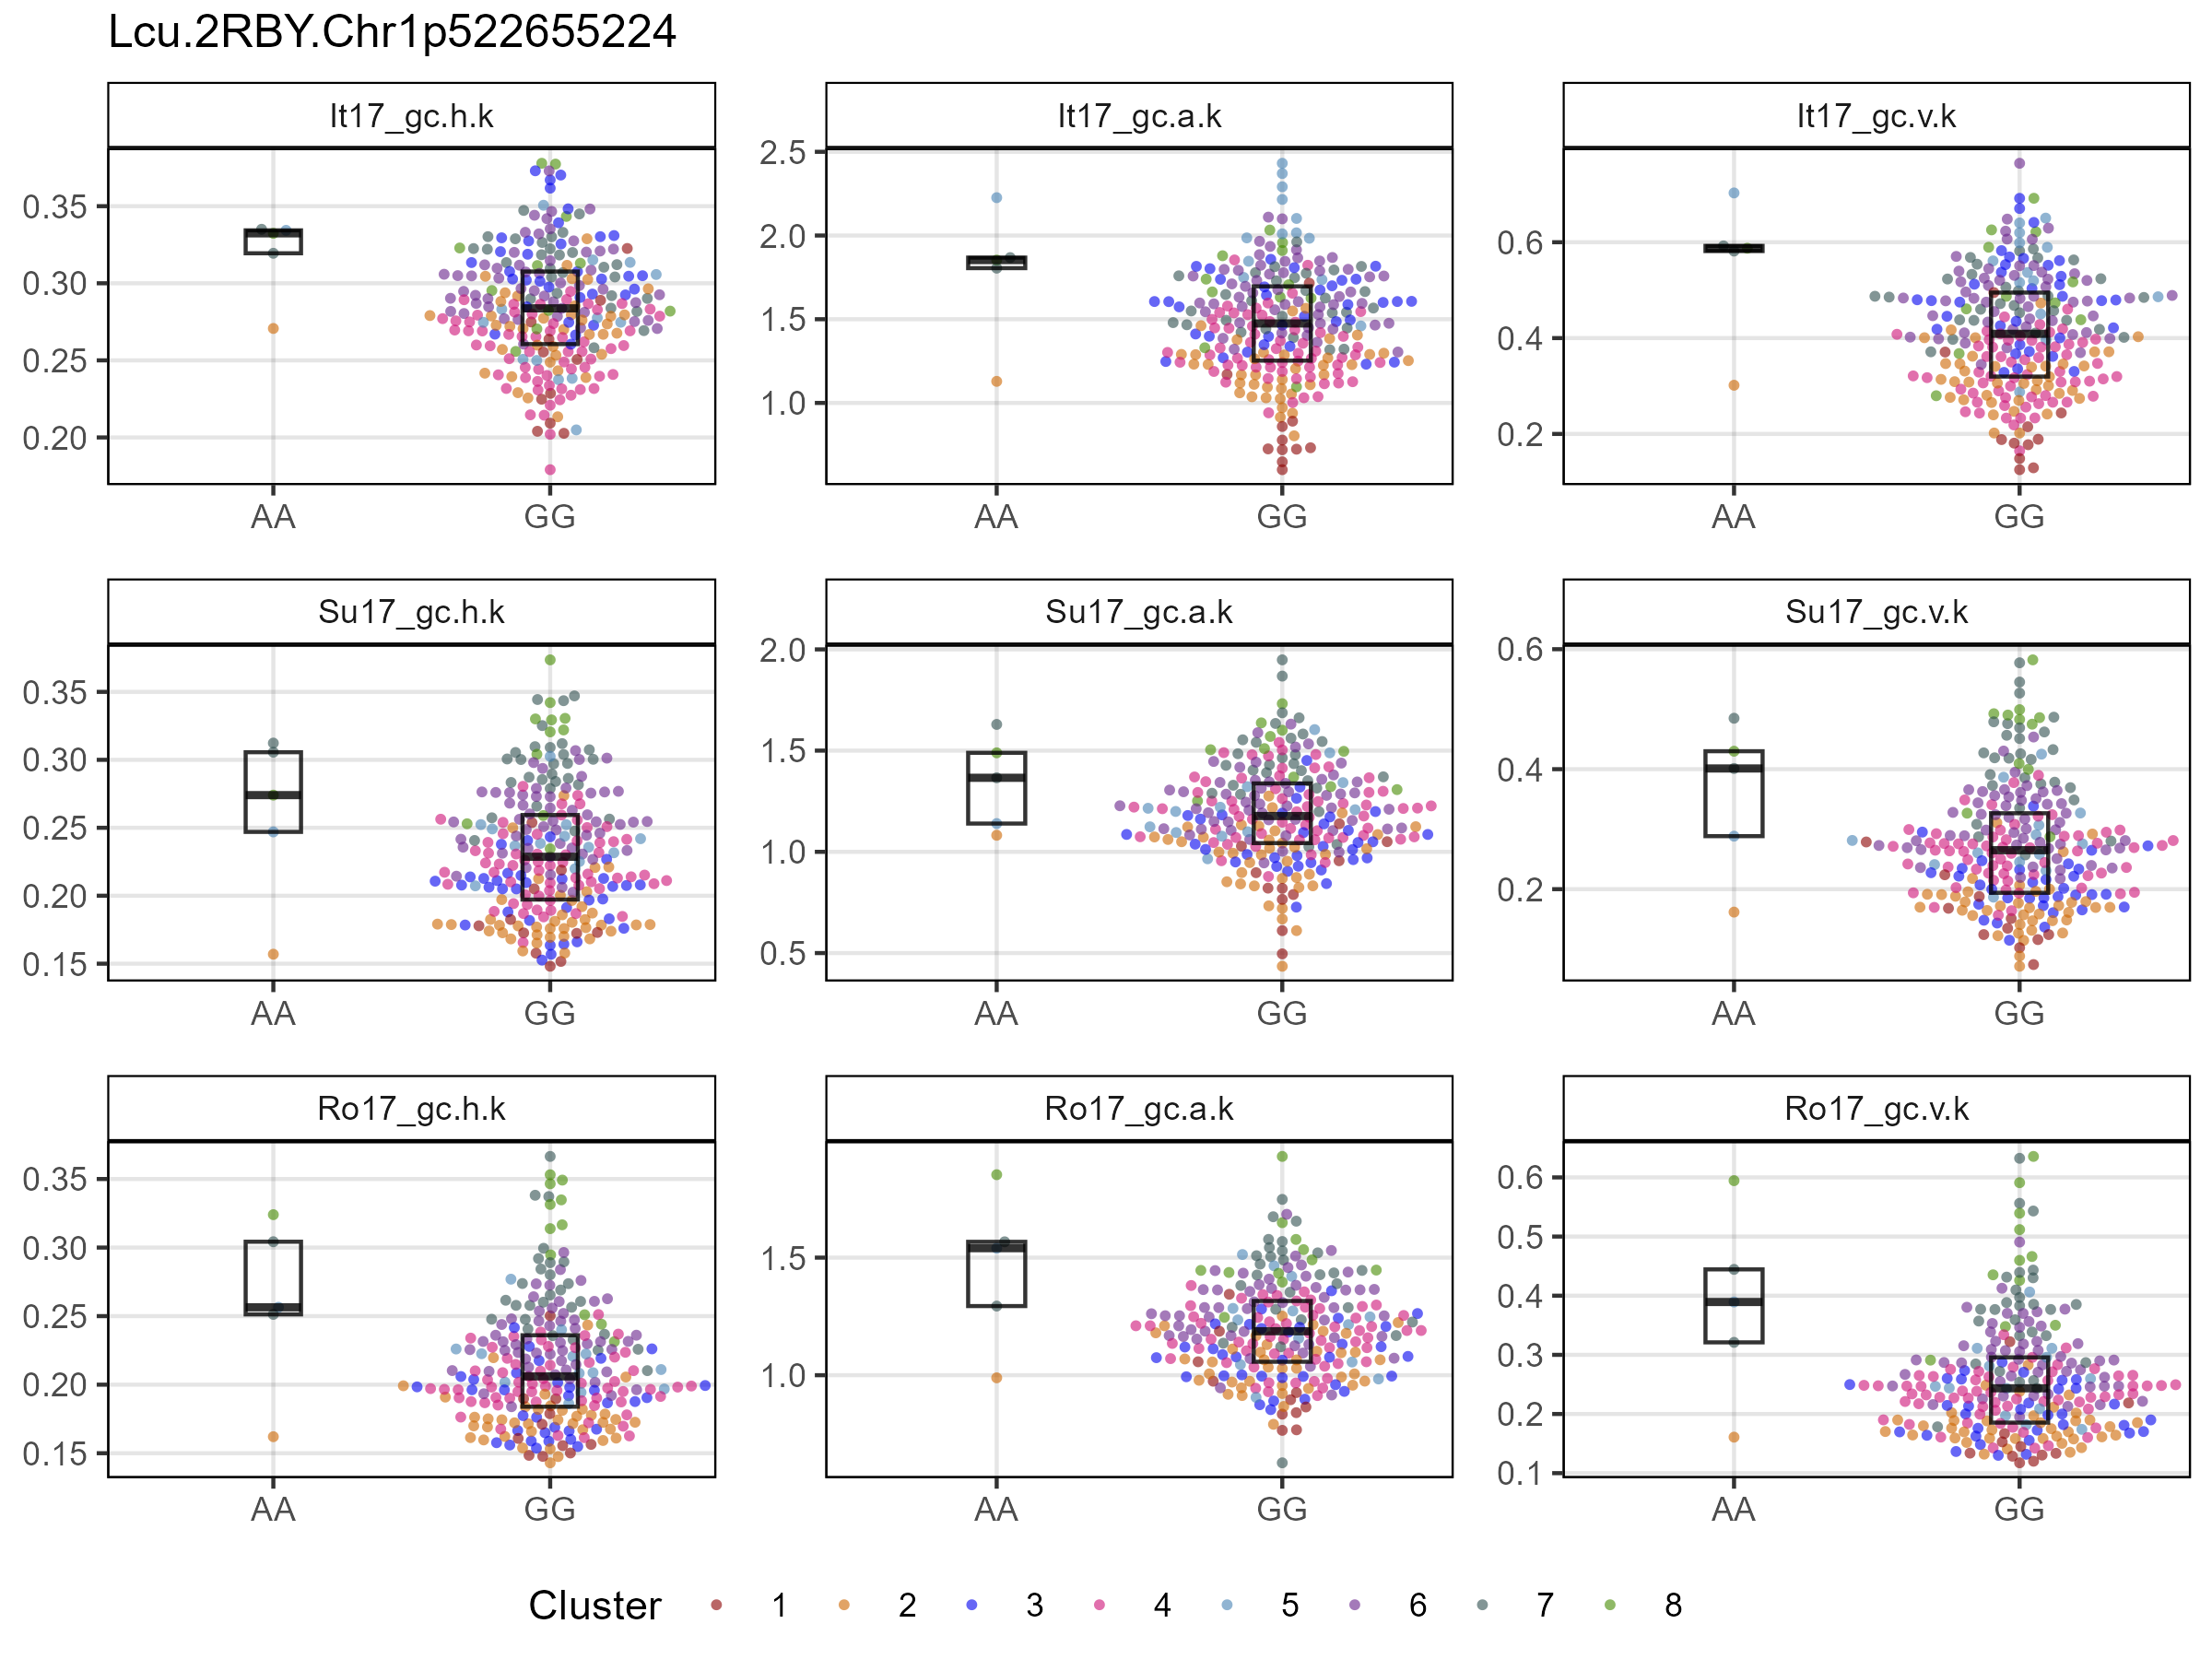 Lcu.2RBY.Chr1p522655224
It17_gc.h.k
0.35
0.30
0.25
0.20
AA GG
It17_gc.a.k
2.5
2.0
1.5
1.0
AA GG
It17_gc.v.k
0.6
0.4
0.2
AA GG
Su17_gc.h.k
0.35
0.30
0.25
0.20
0.15
AA GG
Su17_gc.a.k
2.0
1.5
1.0
0.5
AA GG
Su17_gc.v.k
0.6
0.4
0.2
AA GG
Ro17_gc.h.k
0.35
0.30
0.25
0.20
0.15
AA GG
Ro17_gc.a.k
1.5
1.0
AA GG
Ro17_gc.v.k
0.6
0.5
0.4
0.3
0.2
0.1
AA GG
Cluster 1 2 3 4 5 6 7 8